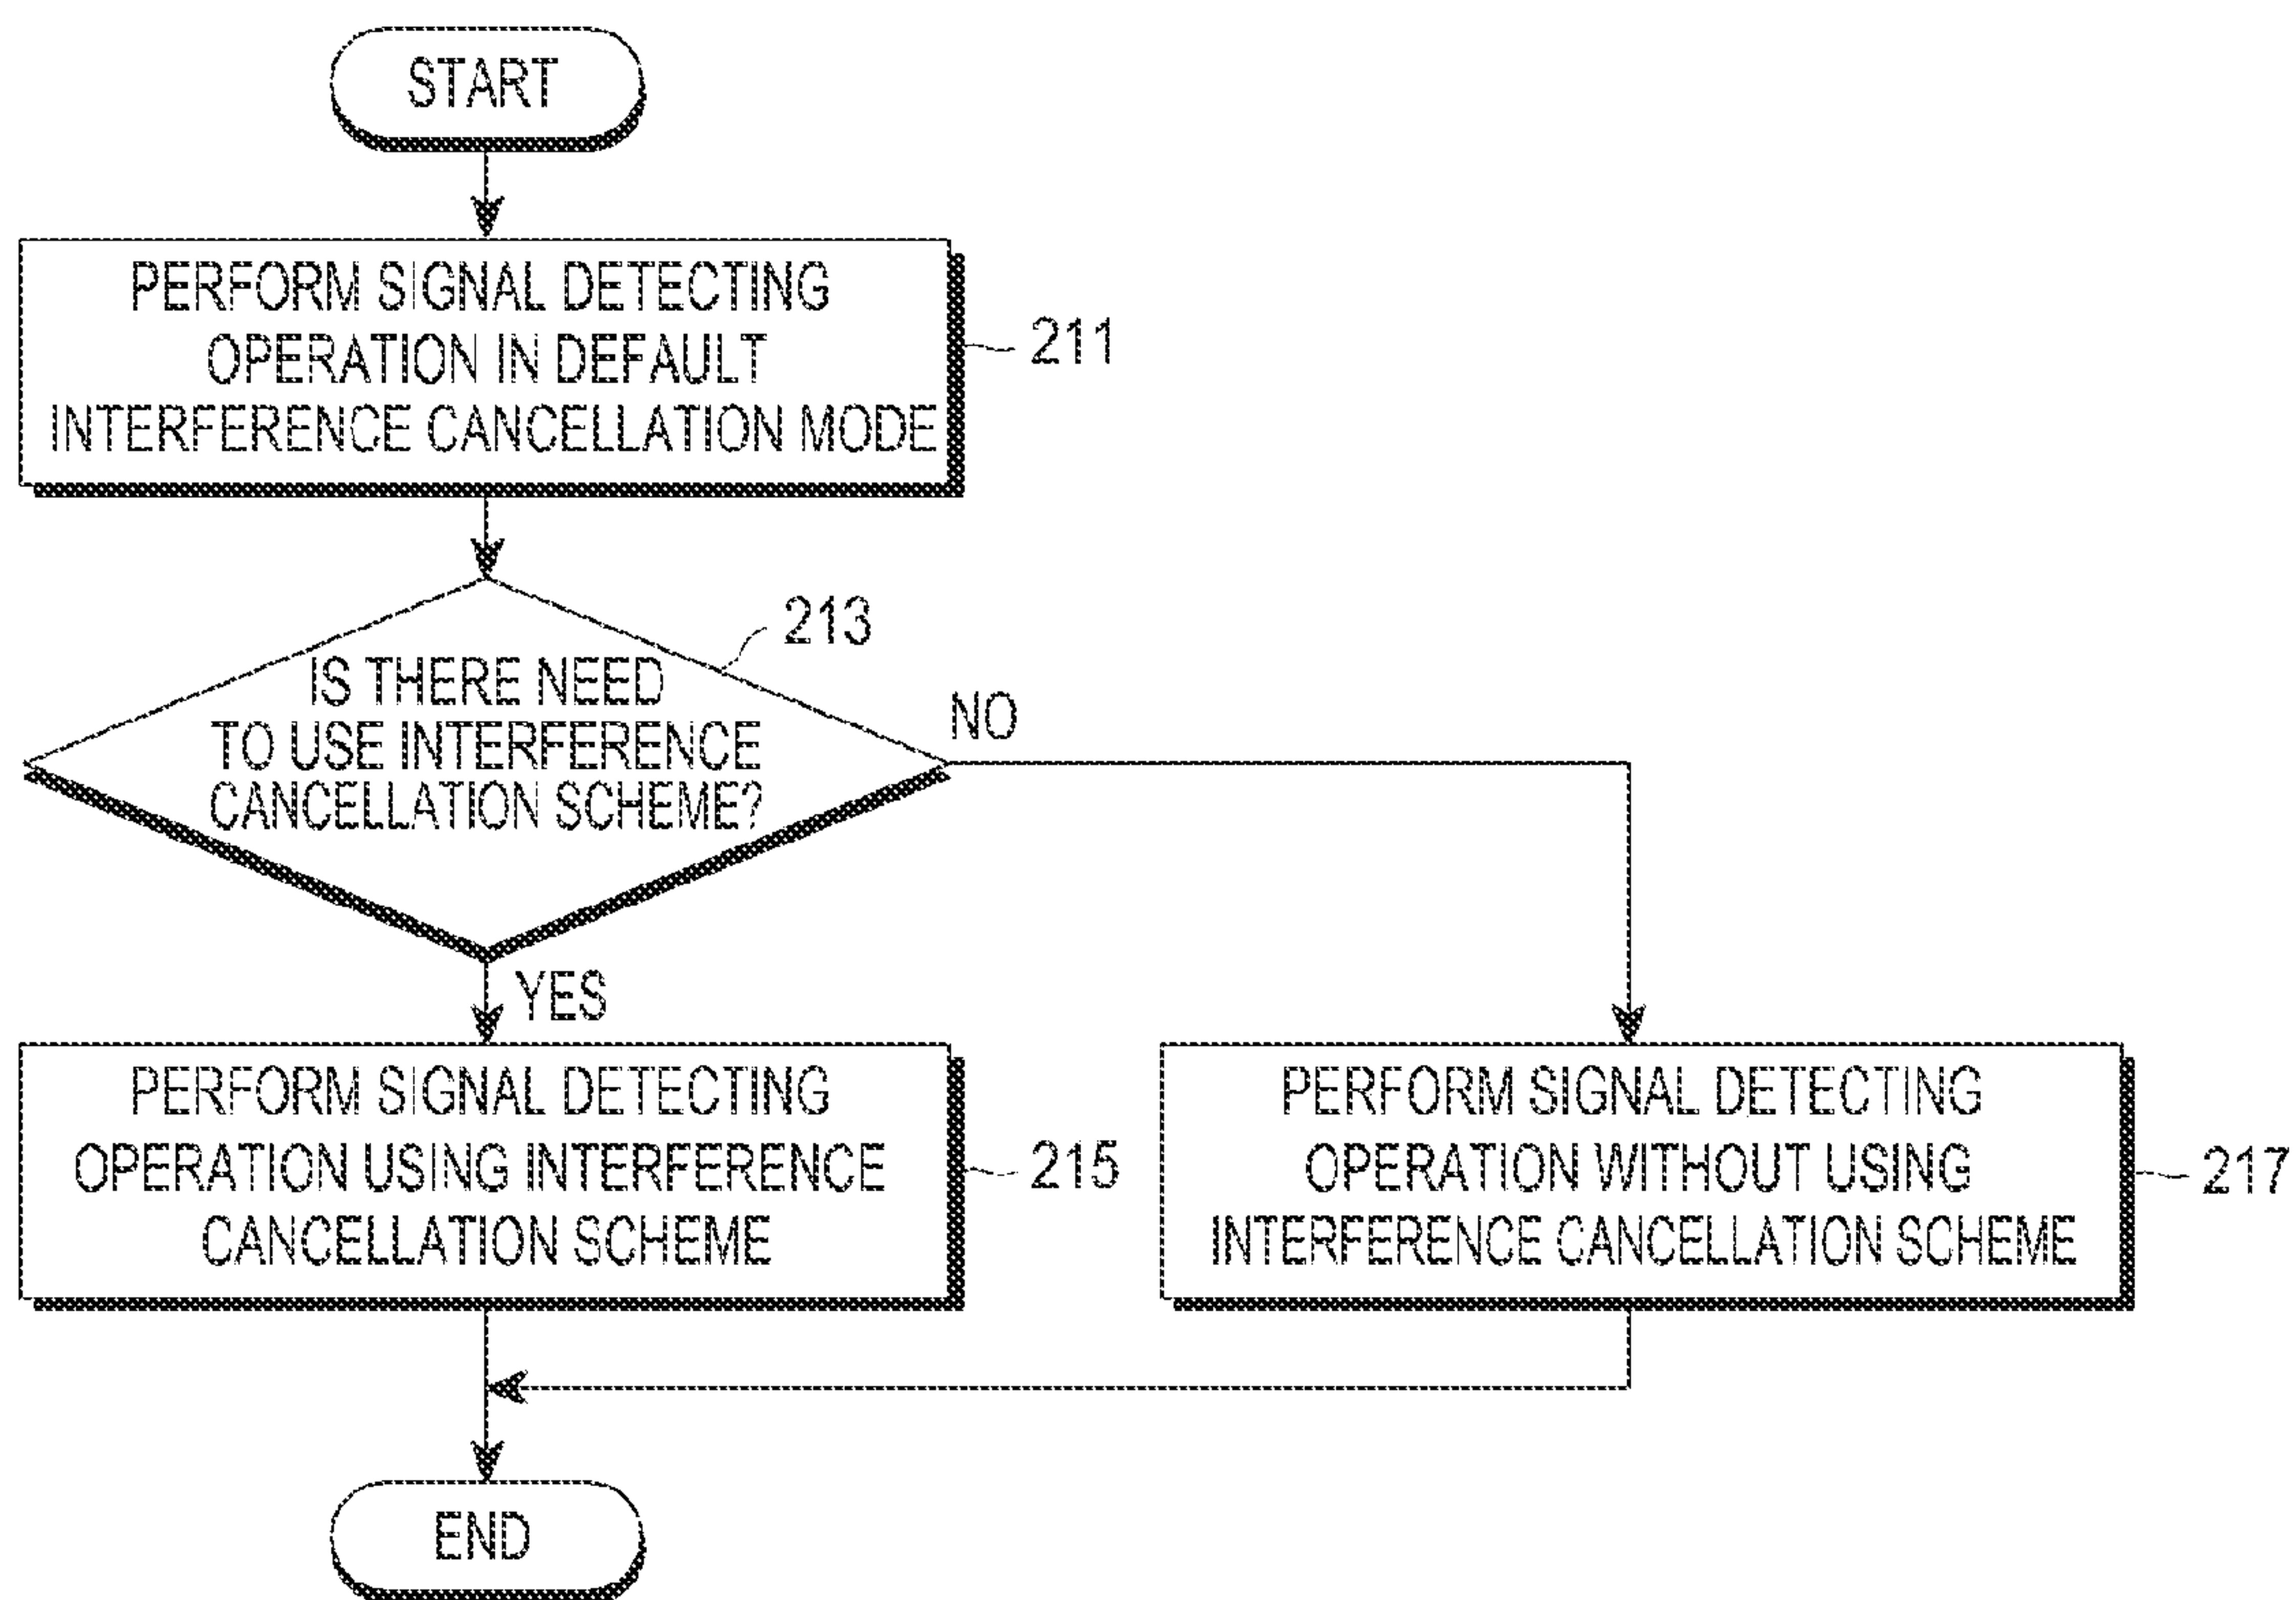 START
PERFORM SIGNAL DETECTING
OPERATION IN DEFAULT
INTERFERENCE CANCELLATION MODE
211
213
IS THERE NEED
TO USE INTERFERENCE
CANCELLATION SCHEME?
NO
YES
PERFORM SIGNAL DETECTING
OPERATION USING INTERFERENCE
CANCELLATION SCHEME
215
PERFORM SIGNAL DETECTING
OPERATION WITHOUT USING
INTERFERENCE CANCELLATION SCHEME
217
END